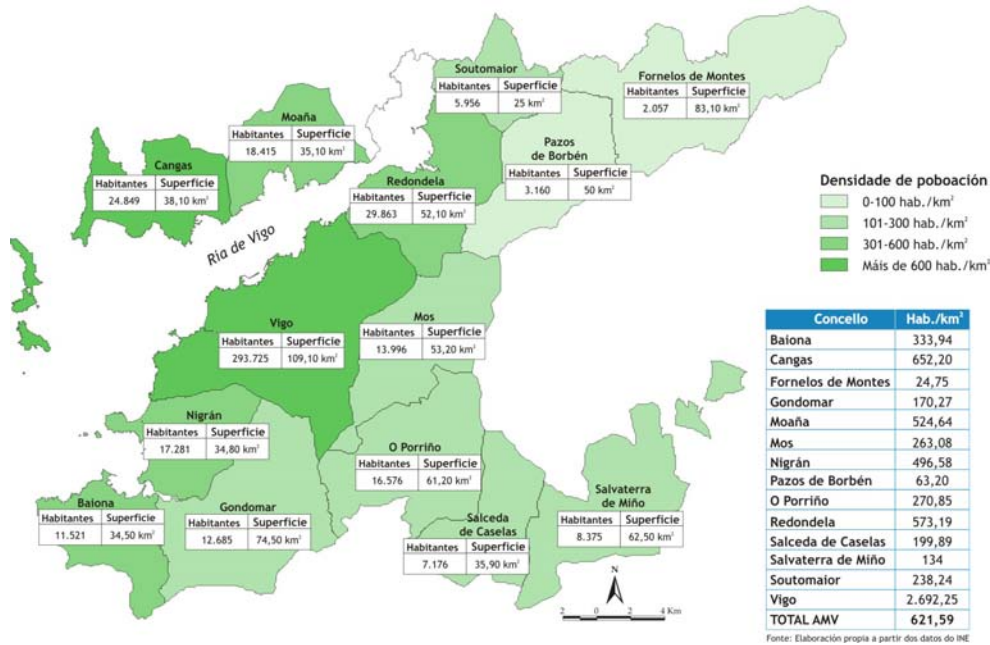 Soutomaior
Habitantes Superficie
5.956 25 km²
Fornelos de Montes
Habitantes Superficie
2.057 83,10 km²
Moaña
Habitantes Superficie
18.415 35,10 km²
Pazos
de Borbén
Habitantes Superficie
3.160 50 km²
Cangas
Habitantes Superficie
24.849 38,10 km²
Redondela
Habitantes Superficie
29.863 52,10 km²
Ría de Vigo
Vigo
Habitantes Superficie
293.725 109,10 km²
Mos
Habitantes Superficie
13.996 53,20 km²
Nigrán
Habitantes Superficie
17.281 34,80 km²
O Porriño
Habitantes Superficie
16.576 61,20 km²
Baiona
Habitantes Superficie
11.521 34,50 km²
Gondomar
Habitantes Superficie
12.685 74,50 km²
Salceda
de Caselas
Habitantes Superficie
7.176 35,90 km²
Salvaterra
de Miño
Habitantes Superficie
8.375 62,50 km²
N
2 0 2 4 Km
Densidade de poboación
0-100 hab./km²
101-300 hab./km²
301-600 hab./km²
Máis de 600 hab./km²
Concello Hab./km²
Baiona 333,94
Cangas 652,20
Fornelos de Montes 24,75
Gondomar 170,27
Moaña 524,64
Mos 263,08
Nigrán 496,58
Pazos de Borbén 63,20
O Porriño 270,85
Redondela 573,19
Salceda de Caselas 199,89
Salvaterra de Miño 134
Soutomaior 238,24
Vigo 2.692,25
TOTAL AMV 621,59
Fonte: Elaboración propia a partir dos datos do INE